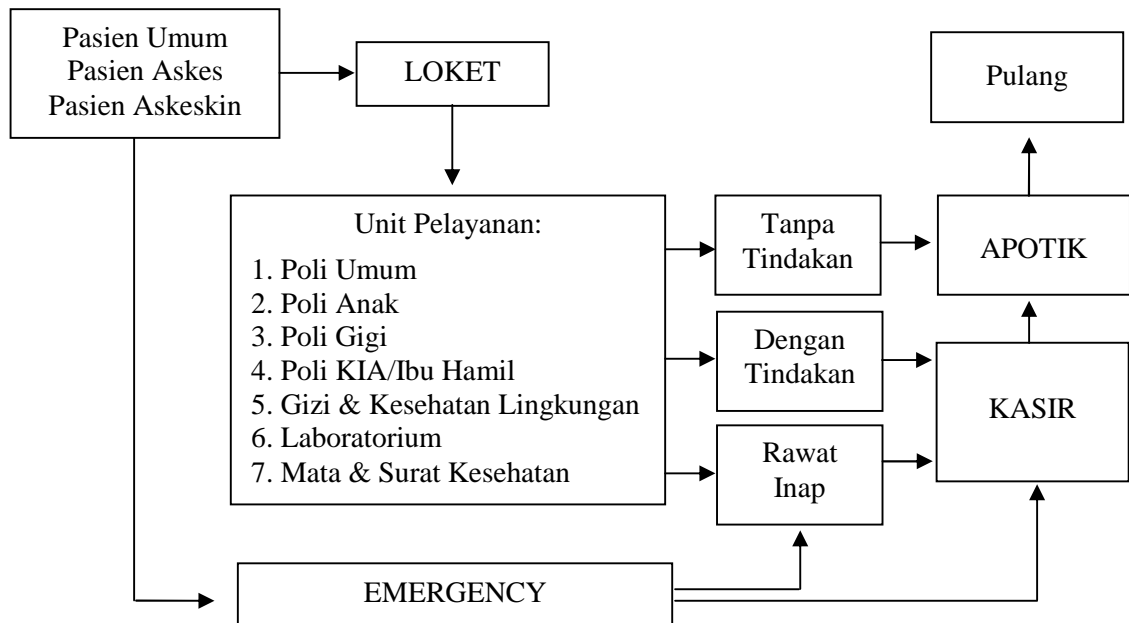 Pasien Umum
Pasien Askes
Pasien Askeskin
LOKET
Pulang
Unit Pelayanan:
1. Poli Umum
2. Poli Anak
3. Poli Gigi
4. Poli KIA/Ibu Hamil
5. Gizi & Kesehatan Lingkungan
6. Laboratorium
7. Mata & Surat Kesehatan
Tanpa
Tindakan
APOTIK
Dengan
Tindakan
KASIR
Rawat
Inap
EMERGENCY